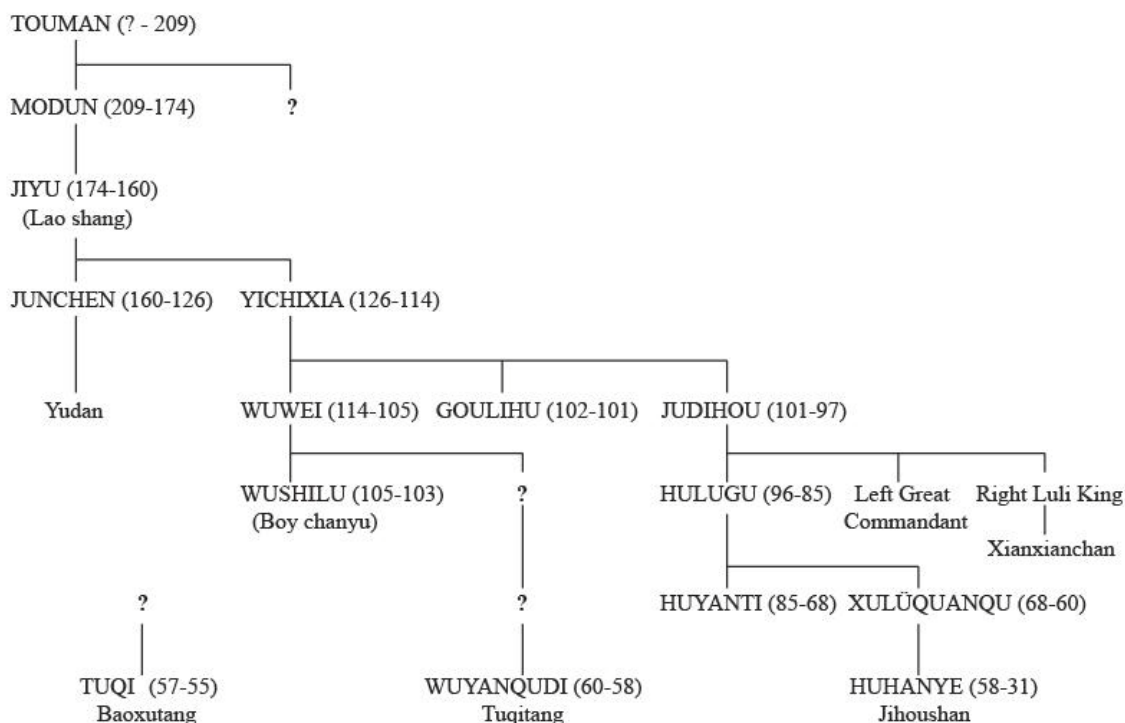 TOUMAN (? - 209)
MODUN (209-174) ?
JIYU (174-160)
(Lao shang)
JUNCHEN (160-126) YICHIXIA (126-114)
Yudan WUWEI (114-105) GOULIHU (102-101) JUDIHOU (101-97)
WUSHILU (105-103) ? HULUGU (96-85) Left Great Right Luli King
(Boy chanyu) Commandant
Xianxianchan
? ? HUYANTI (85-68) XULÜQUANQU (68-60)
TUQI (57-55) WUYANQUDI (60-58) HUHANYE (58-31)
Baoxutang Tuqitang Jihoushan